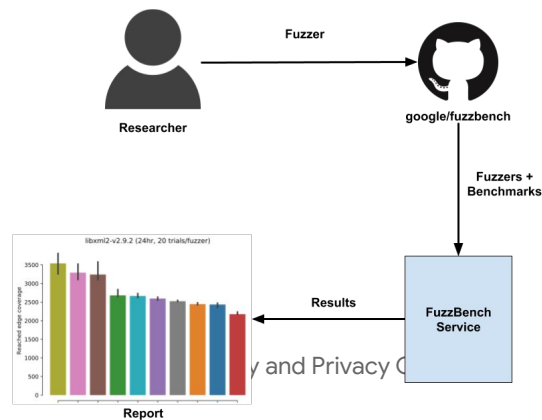 Fuzzer
Researcher
google/fuzzbench
Fuzzers +
Benchmarks
libxml2-v2.9.2 (24hr, 20 trials/fuzzer)
Reached edge coverage
3500
3000
2500
2000
1500
1000
500
0
Results
FuzzBench
Service
y and Privacy
Report